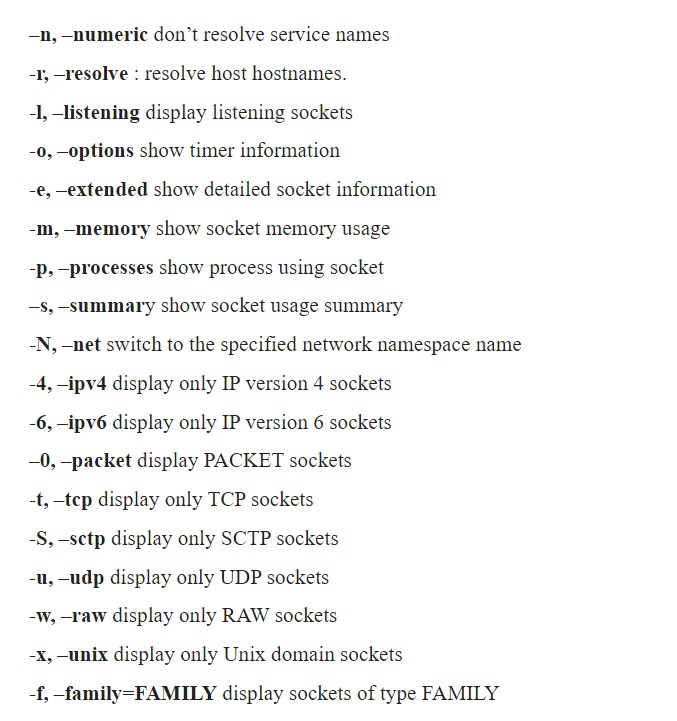 –n, –numeric don’t resolve service names
-r, –resolve : resolve host hostnames.
-l, –listening display listening sockets
-o, –options show timer information
-e, –extended show detailed socket information
-m, –memory show socket memory usage
-p, –processes show process using socket
–s, –summary show socket usage summary
-N, –net switch to the specified network namespace name
-4, –ipv4 display only IP version 4 sockets
-6, –ipv6 display only IP version 6 sockets
–0, –packet display PACKET sockets
-t, –tcp display only TCP sockets
-S, –sctp display only SCTP sockets
-u, –udp display only UDP sockets
-w, –raw display only RAW sockets
-x, –unix display only Unix domain sockets
-f, –family=FAMILY display sockets of type FAMILY